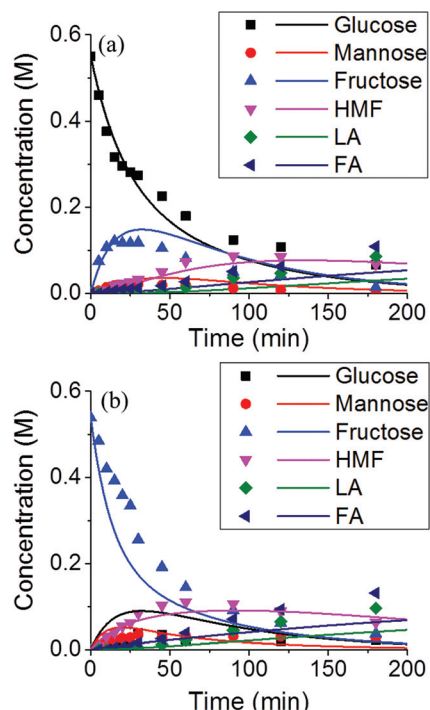 (a)
Glucose
Mannose
Fructose
HMF
LA
FA
Concentration (M)
0.6
0.4
0.2
0.0
0 50 100 150 200
Time (min)
(b)
Glucose
Mannose
Fructose
HMF
LA
FA
Concentration (M)
0.6
0.4
0.2
0.0
0 50 100 150 200
Time (min)